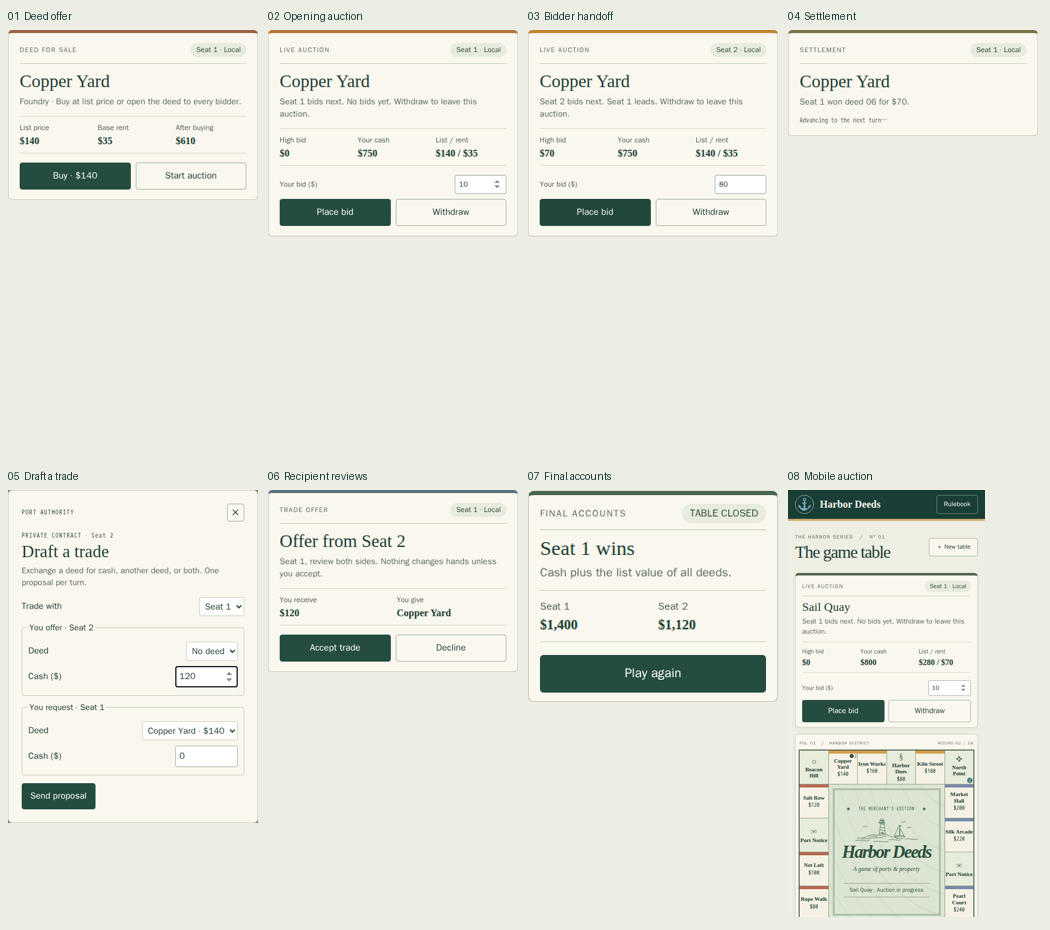 01 Deed offer
DEED FOR SALE
Seat 1 · Local
Copper Yard
Foundry · Buy at list price or open the deed to every bidder.
List price
Base rent
After buying
$140
$35
$610
Buy · $140
Start auction
02 Opening auction
LIVE AUCTION
Seat 1 · Local
Copper Yard
Seat 1 bids next. No bids yet. Withdraw to leave this
auction.
High bid
Your cash
List / rent
$0
$750
$140 / $35
Your bid ($)
10
Place bid
Withdraw
03 Bidder handoff
LIVE AUCTION
Seat 2 · Local
Copper Yard
Seat 2 bids next. Seat 1 leads. Withdraw to leave this
auction.
High bid
Your cash
List / rent
$70
$750
$140 / $35
Your bid ($)
80
Place bid
Withdraw
04 Settlement
SETTLEMENT
Seat 1 · Local
Copper Yard
Seat 1 won deed 06 for $70.
Advancing to the next turn…
05 Draft a trade
PORT AUTHORITY
PRIVATE CONTRACT · Seat 2
Draft a trade
Exchange a deed for cash, another deed, or both. One
proposal per turn.
Trade with
Seat 1
You offer · Seat 2
Deed
No deed
Cash ($)
120
You request · Seat 1
Deed
Copper Yard · $140
Cash ($)
0
Send proposal
06 Recipient reviews
TRADE OFFER
Seat 1 · Local
Offer from Seat 2
Seat 1, review both sides. Nothing changes hands unless
you accept.
You receive
You give
$120
Copper Yard
Accept trade
Decline
07 Final accounts
FINAL ACCOUNTS
TABLE CLOSED
Seat 1 wins
Cash plus the list value of all deeds.
Seat 1
Seat 2
$1,400
$1,120
Play again
08 Mobile auction
Harbor Deeds
Rulebook
THE HARBOR SERIES / Nº 01
The game table
+ New table
LIVE AUCTION
Seat 1 · Local
Sail Quay
Seat 1 bids next. No bids yet. Withdraw to leave this
auction.
High bid
Your cash
List / rent
$0
$800
$280 / $70
Your bid ($)
10
Place bid
Withdraw
FIG. 01 / HARBOR DISTRICT
ROUND 02 / 18
Beacon
Hill
Copper
Yard
$140
Iron Works
$160
§
Harbor
Dues
$80
Kiln Street
$180
North
Point
Salt Row
$120
Market
Hall
$200
Port Notice
Silk Arcade
$220
Net Loft
$100
Port Notice
Rope Walk
$80
Pearl
Court
$240
THE MERCHANT'S EDITION
Harbor Deeds
A game of ports & property
Sail Quay · Auction in progress